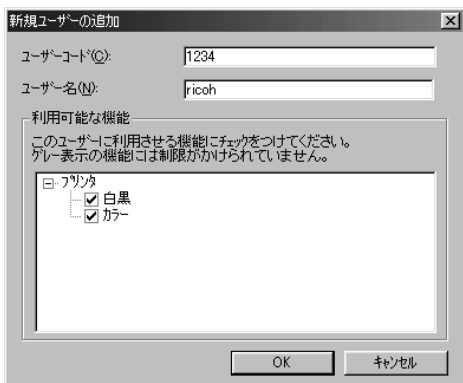 新規ユーザーの追加
ユーザーコード(C):
1234
ユーザー名(N):
ricoh
利用可能な機能
このユーザーに利用させる機能にチェックをつけてください。
グレー表示の機能には制限がかけられていません。
プリンタ
白黒
カラー
OK
キャンセル